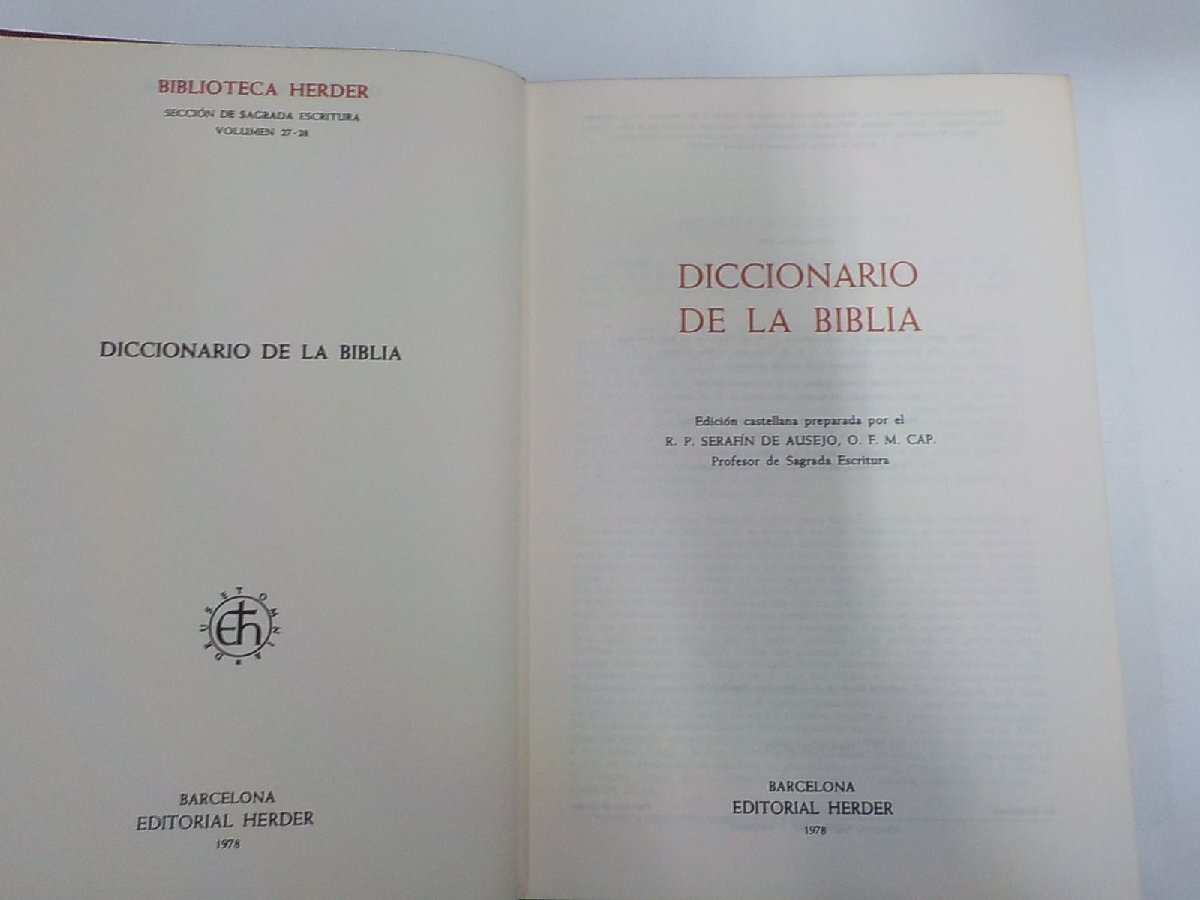 BIBLIOTECA HERDER
SECCIÓN DE SAGRADA ESCRITURA
VOLUMEN 27-28
DICCIONARIO DE LA BIBLIA
Eh
BARCELONA
EDITORIAL HERDER
1978
DICCIONARIO
DE LA BIBLIA
Edición castellana preparada por el
R. P. SERAFÍN DE AUSEJO, O. F. M. CAP.
Profesor de Sagrada Escritura
BARCELONA
EDITORIAL HERDER
1978